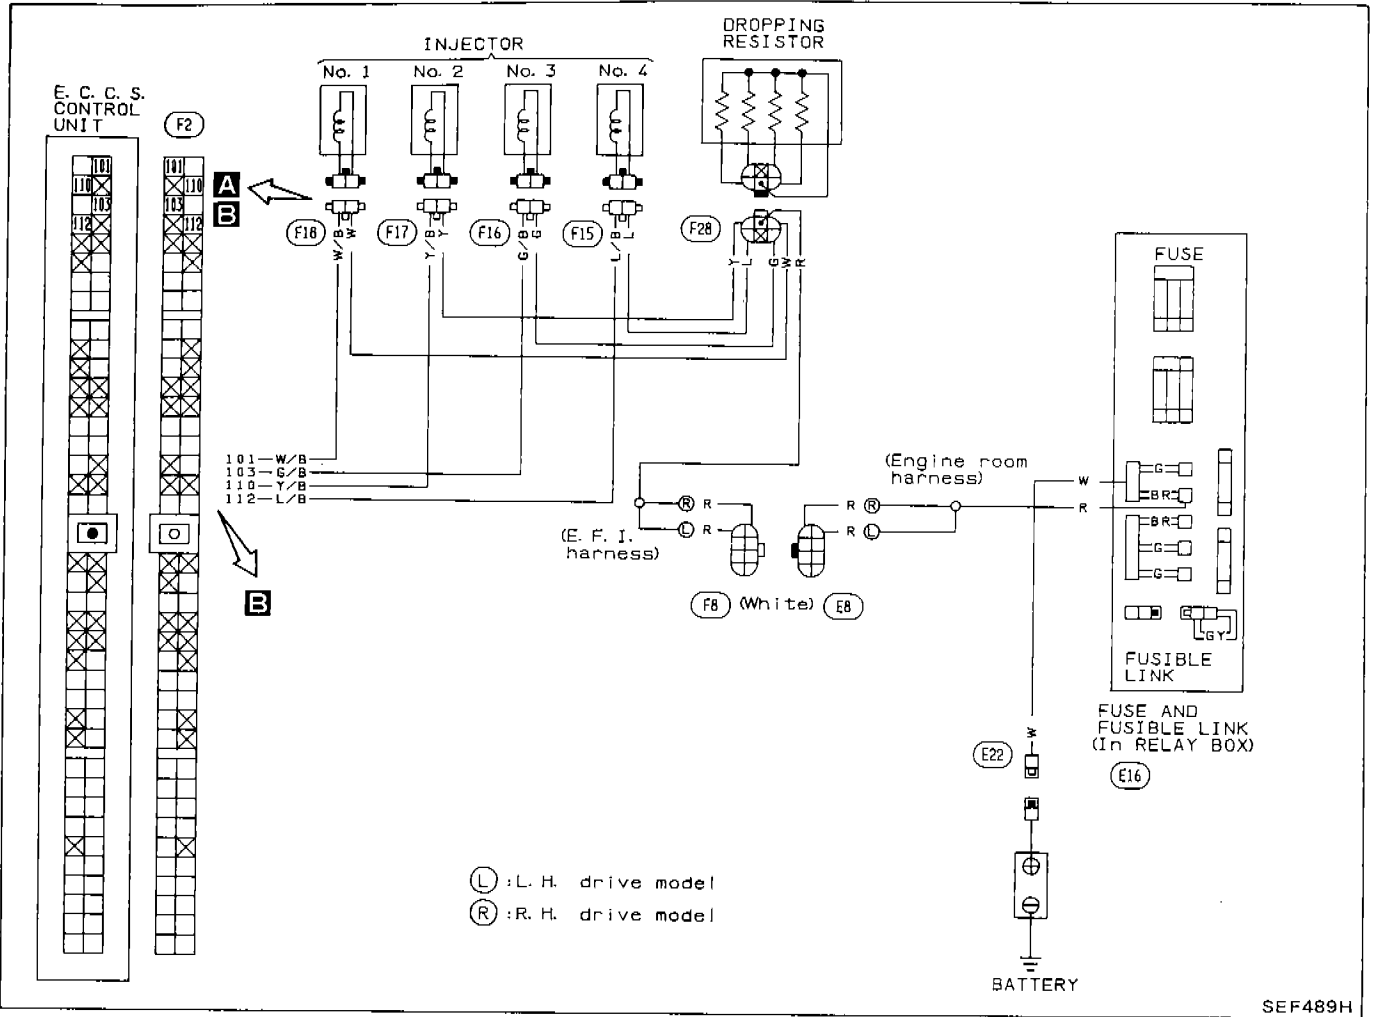 DROPPING
RESISTOR
INJECTOR
No. 1
No. 2
No. 3
No. 4
E. C. C. S.
CONTROL
UNIT
F2
101
101
110
110
103
103
112
112
A
B
F18
F17
F16
F15
F28
W/B
W
Y/B
Y
G/B
G
L/B
L
Y
L
G
W
R
FUSE
101-W/B
103-G/B
110-Y/B
112-L/B
(Engine room
harness)
W
G
BR
R
R
R
R
R
R
L
R
R
L
(E. F. I.
harness)
BR
G
G
B
F8
(White)
E8
GY
FUSIBLE
LINK
FUSE AND
FUSIBLE LINK
(In RELAY BOX)
W
E22
E16
L :L. H. drive model
R :R. H. drive model
BATTERY
SEF489H